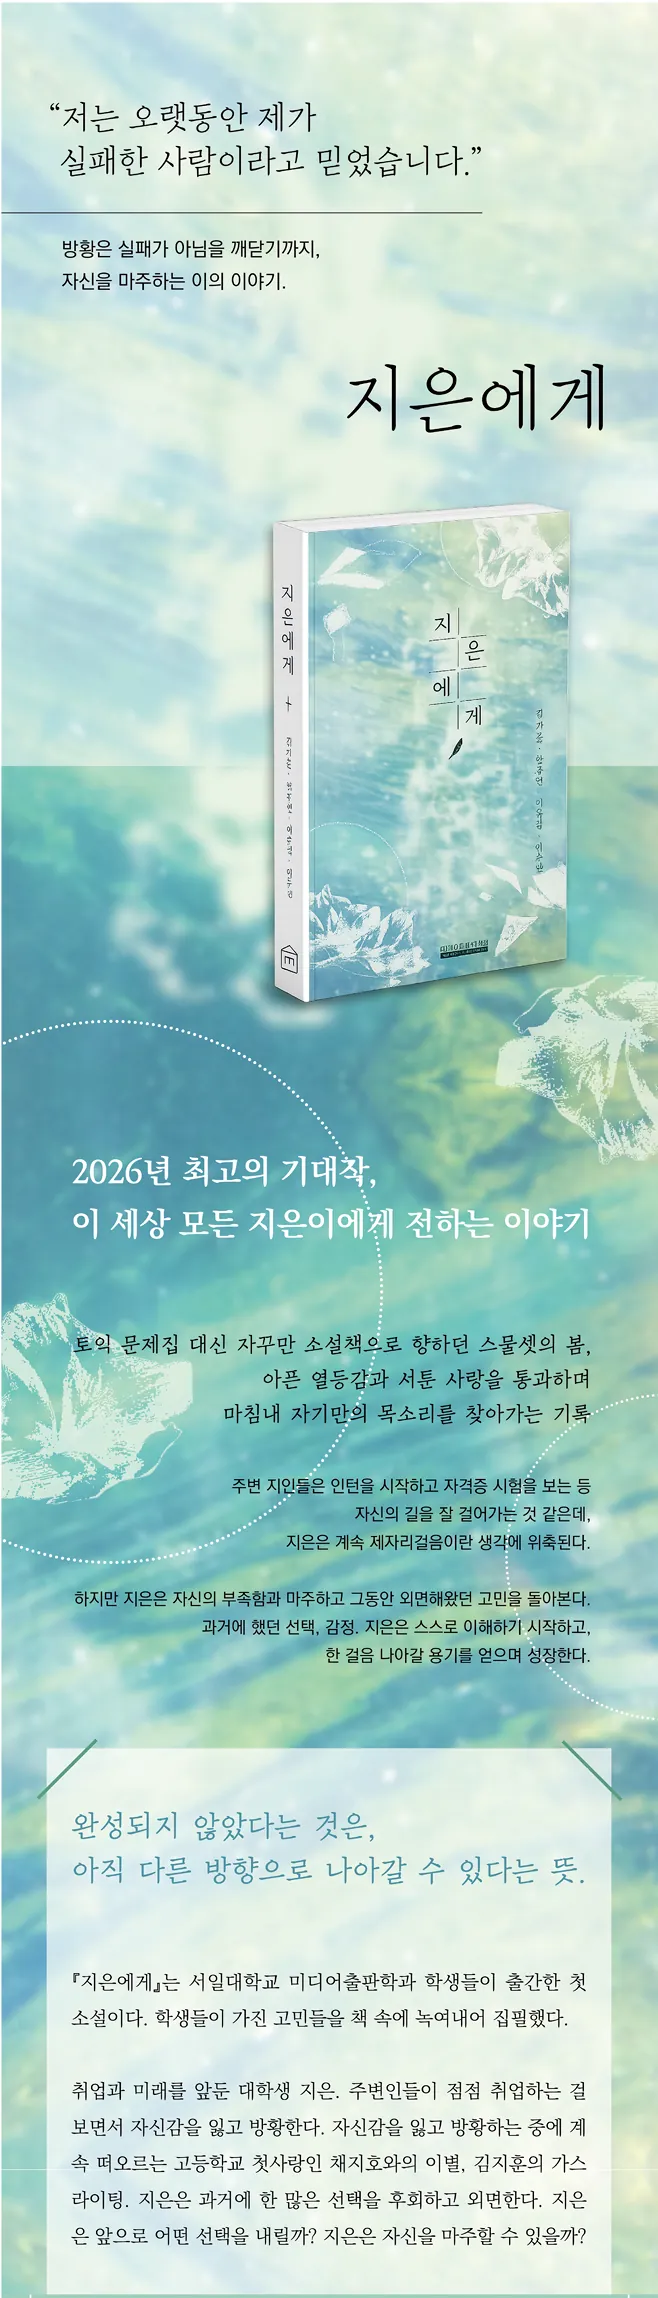 “저는 오랫동안 제가
실패한 사람이라고 믿었습니다.”
방황은 실패가 아님을 깨닫기까지,
자신을 마주하는 이의 이야기.
지은에게
지은에게
지은에게
2026년 최고의 기대작,
이 세상 모든 지은이에게 전하는 이야기
토익 문제집 대신 자꾸만 소설책으로 향하던 스물셋의 봄,
아픈 열등감과 서툰 사랑을 통과하며
마침내 자기만의 목소리를 찾아가는 기록
주변 지인들은 인턴을 시작하고 자격증 시험을 보는 등
자신의 길을 잘 걸어가는 것 같은데,
지은은 계속 제자리걸음이란 생각에 위축된다.
하지만 지은은 자신의 부족함과 마주하고 그동안 외면해왔던 고민을 돌아본다.
과거에 했던 선택, 감정. 지은은 스스로 이해하기 시작하고,
한 걸음 나아갈 용기를 얻으며 성장한다.
완성되지 않았다는 것은,
아직 다른 방향으로 나아갈 수 있다는 뜻.
『지은에게』는 서일대학교 미디어출판학과 학생들이 출간한 첫
소설이다. 학생들이 가진 고민들을 책 속에 녹여내어 집필했다.
취업과 미래를 앞둔 대학생 지은. 주변인들이 점점 취업하는 걸
보면서 자신감을 잃고 방황한다. 자신감을 잃고 방황하는 중에 계
속 떠오르는 고등학교 첫사랑인 채지호와의 이별, 김지훈의 가스
라이팅. 지은은 과거에 한 많은 선택을 후회하고 외면한다. 지은
은 앞으로 어떤 선택을 내릴까? 지은은 자신을 마주할 수 있을까?